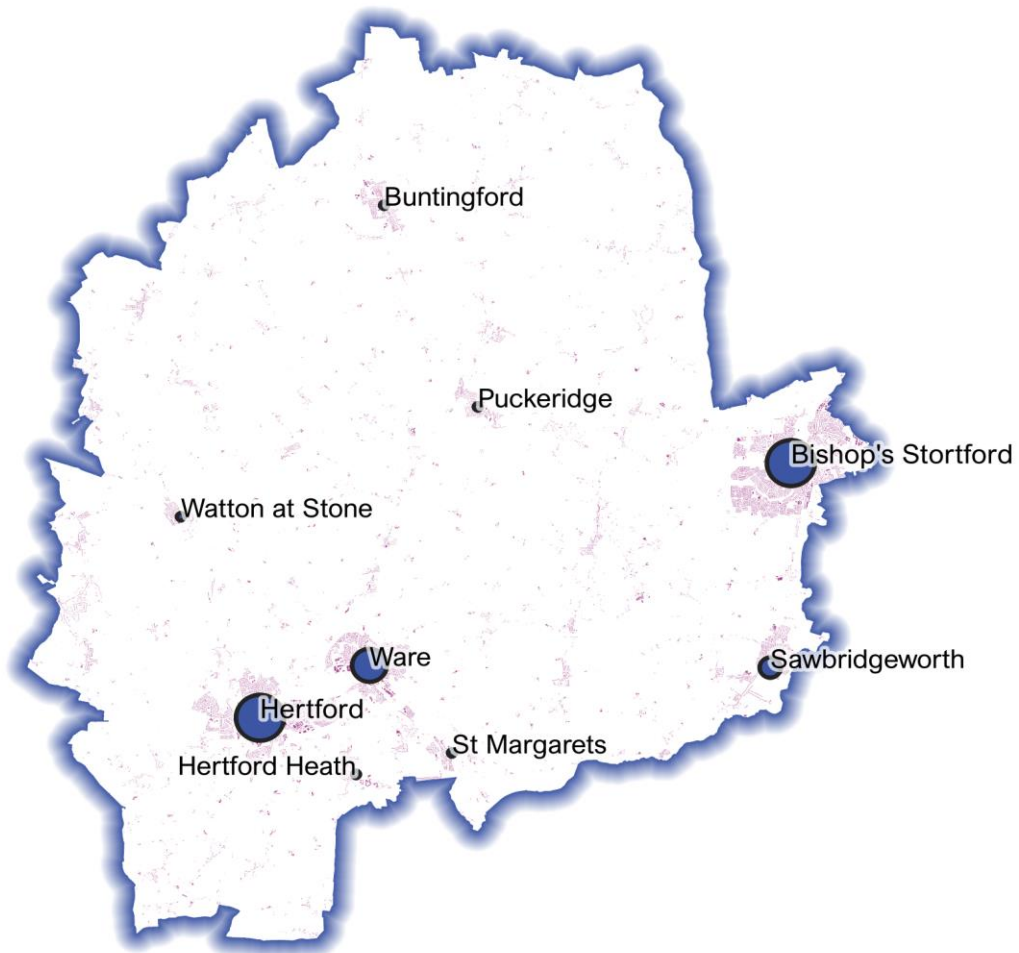 Buntingford
Puckeridge
Bishop's Stortford
Watton at Stone
Ware
Sawbridgeworth
Hertford
St Margarets
Hertford Heath